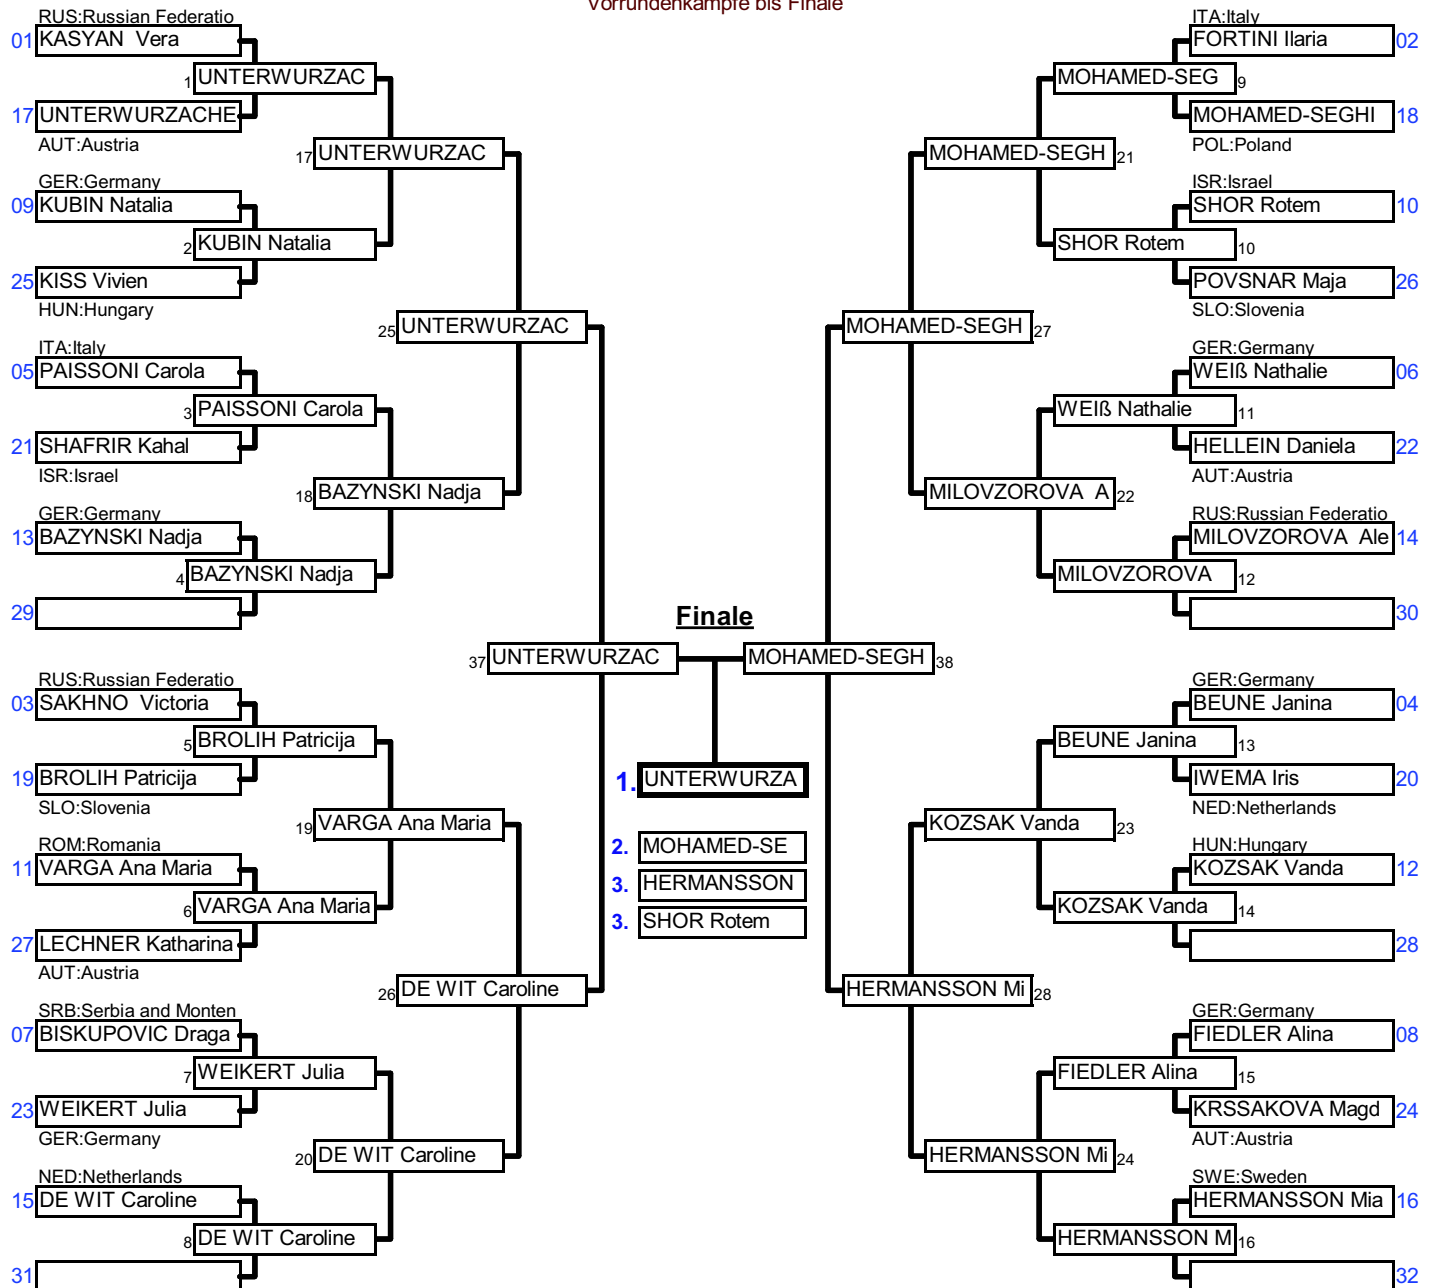 Vorrundenkämpfe bis Finale
RUS:Russian Federatio
01 KASYAN Vera
1 UNTERWURZAC
17 UNTERWURZACHE
AUT:Austria
17 UNTERWURZAC
GER:Germany
09 KUBIN Natalia
2 KUBIN Natalia
25 KISS Vivien
HUN:Hungary
25 UNTERWURZAC
ITA:Italy
05 PAISSONI Carola
3 PAISSONI Carola
21 SHAFRIR Kahal
ISR:Israel
18 BAZYNSKI Nadja
GER:Germany
13 BAZYNSKI Nadja
4 BAZYNSKI Nadja
29
37 UNTERWURZAC
RUS:Russian Federatio
03 SAKHNO Victoria
5 BROLIH Patricija
19 BROLIH Patricija
SLO:Slovenia
19 VARGA Ana Maria
ROM:Romania
11 VARGA Ana Maria
6 VARGA Ana Maria
27 LECHNER Katharina
AUT:Austria
26 DE WIT Caroline
SRB:Serbia and Monten
07 BISKUPOVIC Draga
7 WEIKERT Julia
23 WEIKERT Julia
GER:Germany
20 DE WIT Caroline
NED:Netherlands
15 DE WIT Caroline
8 DE WIT Caroline
31
Finale
1. UNTERWURZA
2. MOHAMED-SE
3. HERMANSSON
3. SHOR Rotem
ITA:Italy
FORTINI Ilaria 02
MOHAMED-SEG 9
MOHAMED-SEGHI 18
POL:Poland
MOHAMED-SEGH 21
ISR:Israel
SHOR Rotem 10
SHOR Rotem 10
POVSNAR Maja 26
SLO:Slovenia
MOHAMED-SEGH 27
GER:Germany
WEIß Nathalie 06
WEIß Nathalie 11
HELLEIN Daniela 22
AUT:Austria
MILOVZOROVA A 22
RUS:Russian Federatio
MILOVZOROVA Ale 14
MILOVZOROVA 12
30
MOHAMED-SEGH 38
GER:Germany
BEUNE Janina 04
BEUNE Janina 13
IWEMA Iris 20
NED:Netherlands
KOZSAK Vanda 23
HUN:Hungary
KOZSAK Vanda 12
KOZSAK Vanda 14
28
HERMANSSON Mi 28
GER:Germany
FIEDLER Alina 08
FIEDLER Alina 15
KRSSAKOVA Magd 24
AUT:Austria
HERMANSSON Mi 24
SWE:Sweden
HERMANSSON Mia 16
HERMANSSON M 16
32